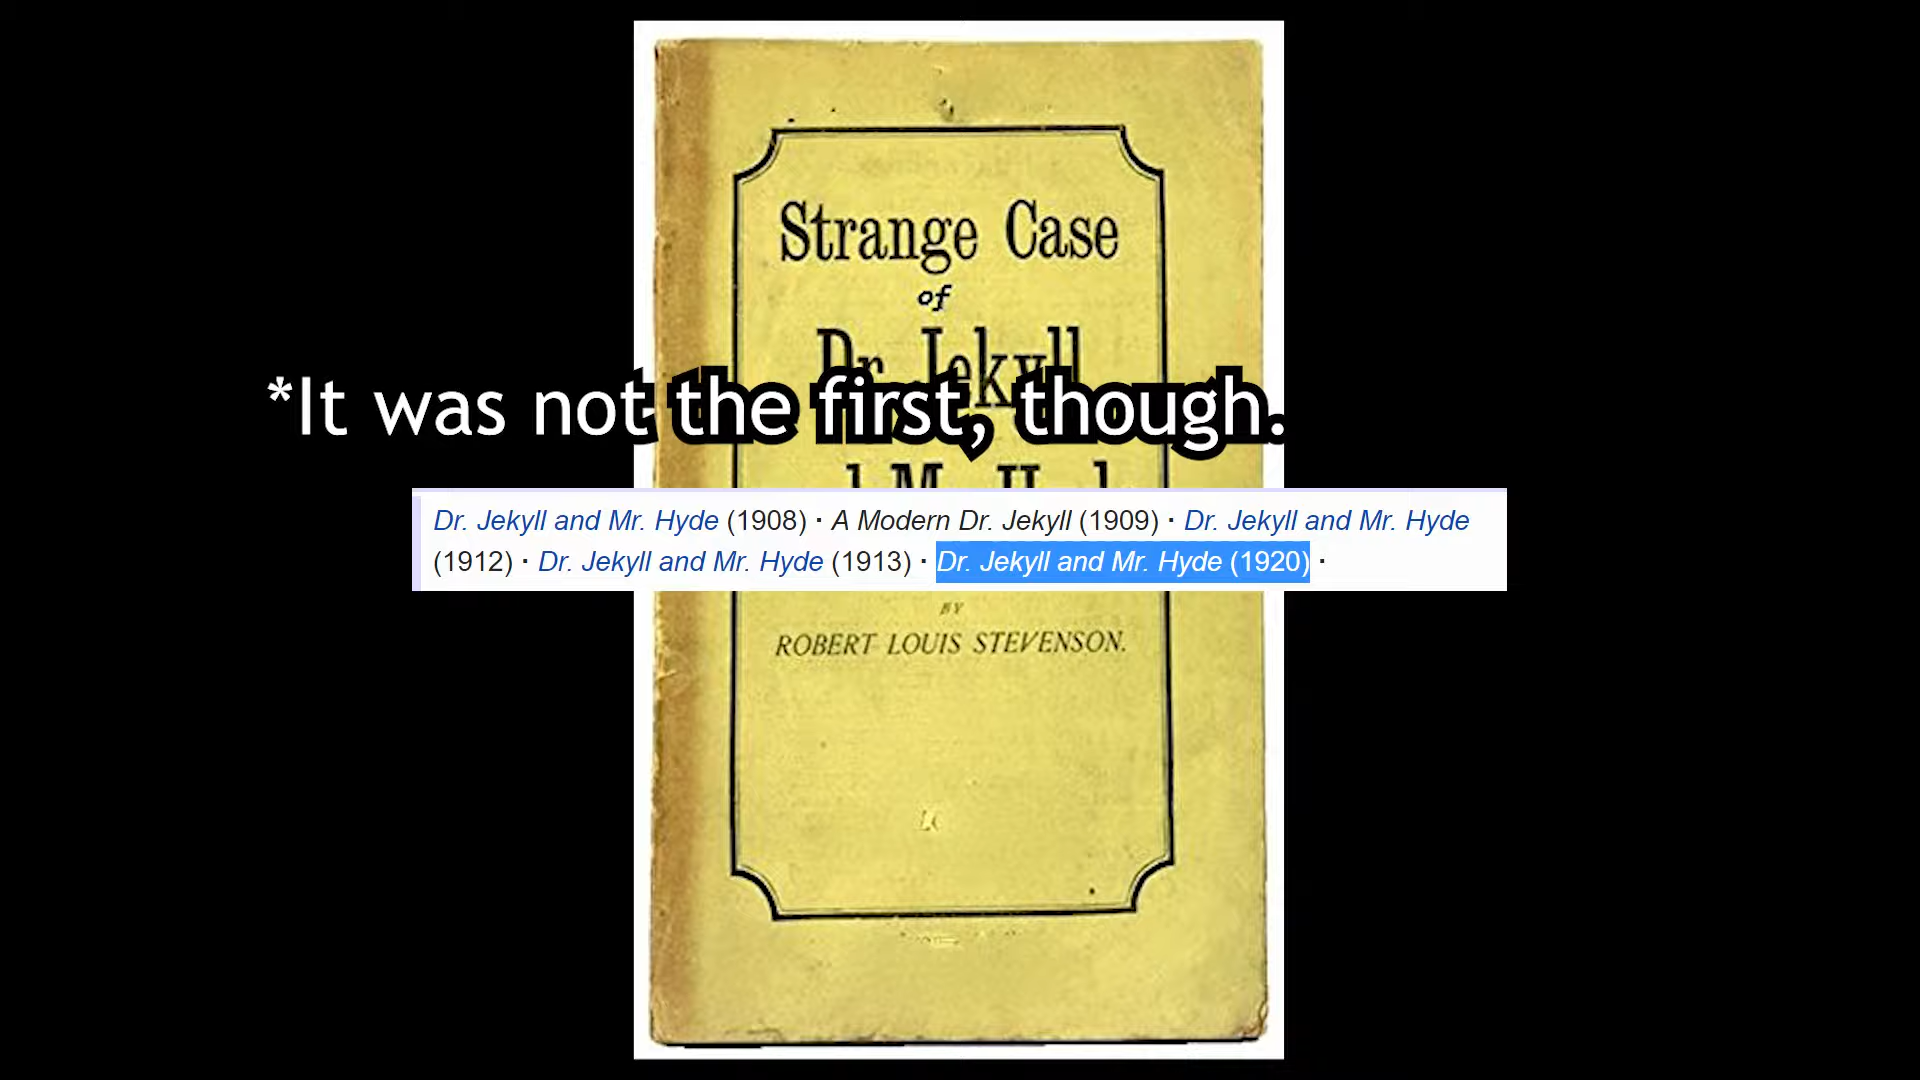 Strange Case
of
Dr. Jekyll
*It was not the first, though.
Dr. Jekyll and Mr. Hyde (1908) · A Modern Dr. Jekyll (1909) · Dr. Jekyll and Mr. Hyde
(1912) · Dr. Jekyll and Mr. Hyde (1913) · Dr. Jekyll and Mr. Hyde (1920) ·
BY
ROBERT LOUIS STEVENSON.